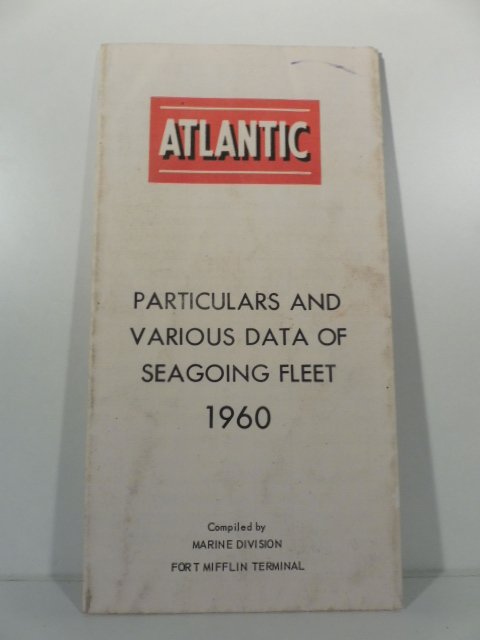 ATLANTIC
PARTICULARS AND
VARIOUS DATA OF
SEAGOING FLEET
1960
Compiled by
MARINE DIVISION
FORT MIFFLIN TERMINAL